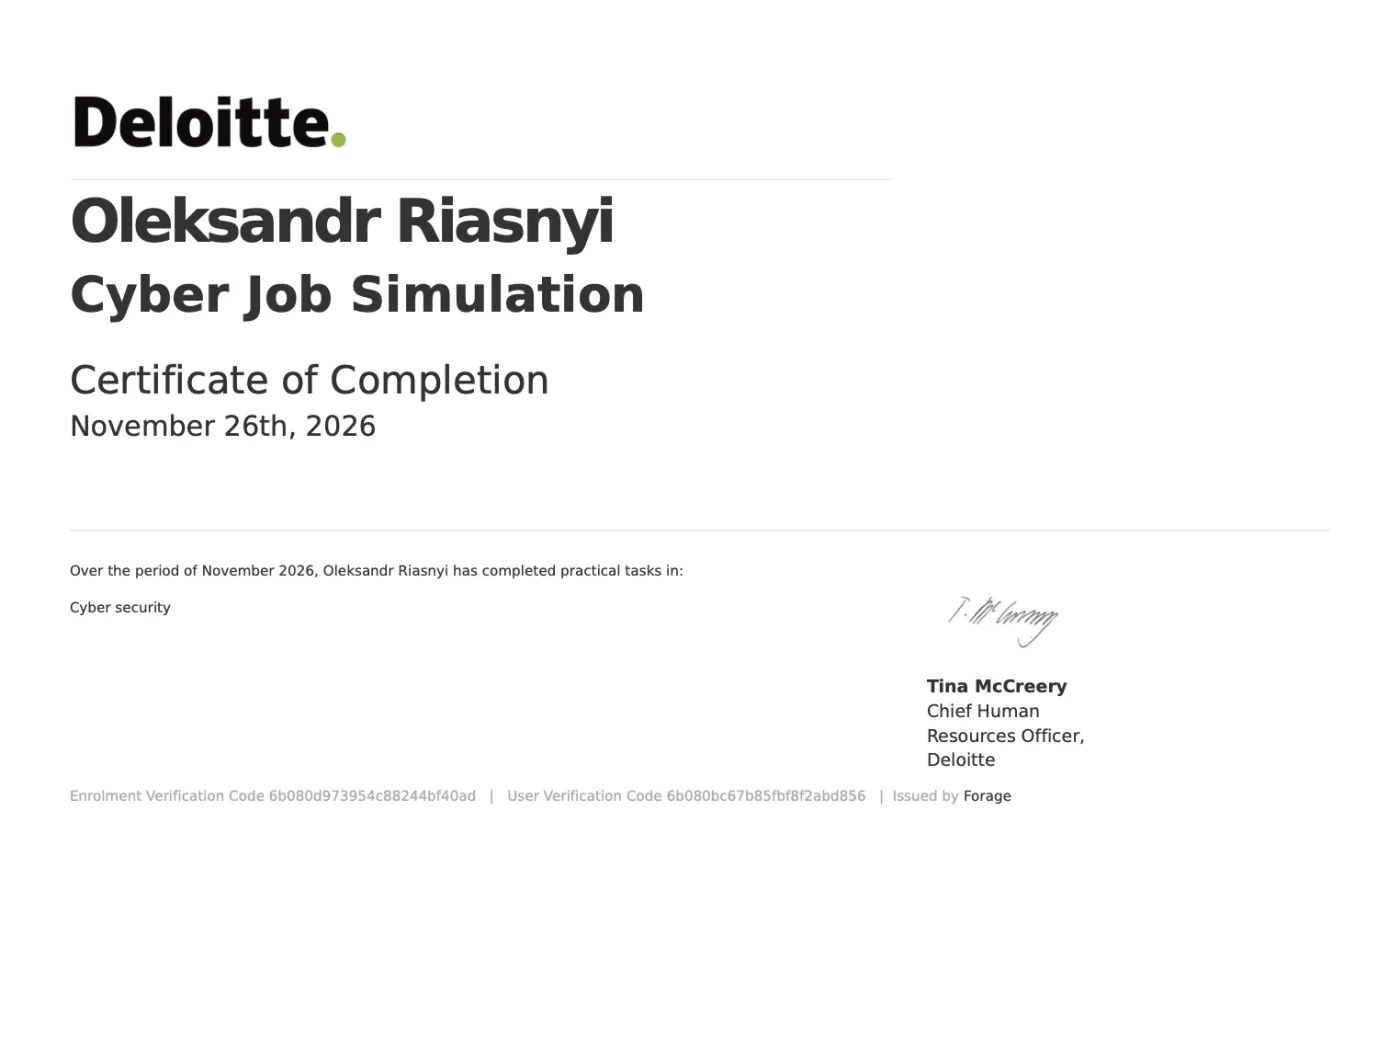 Deloitte.
Oleksandr Riasnyi
Cyber Job Simulation
Certificate of Completion
November 26th, 2026
Over the period of November 2026, Oleksandr Riasnyi has completed practical tasks in:
Cyber security
T. McCreery
Tina McCreery
Chief Human
Resources Officer,
Deloitte
Enrolment Verification Code 6b080d973954c88244bf40ad | User Verification Code 6b080bc67b85fbf8f2abd856 | Issued by Forage